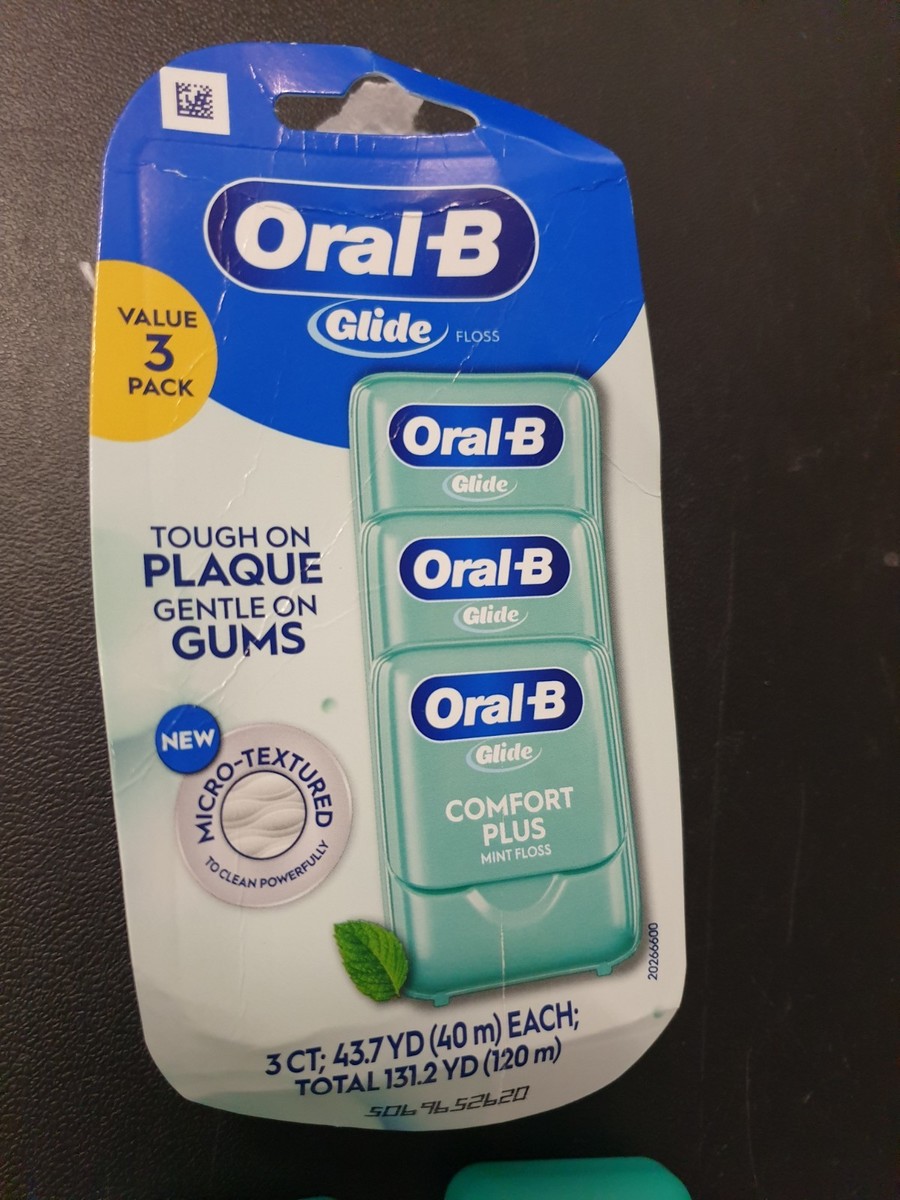 Oral-B
Glide FLOSS
VALUE
3
PACK
Oral-B
Glide
Oral-B
Glide
TOUGH ON
PLAQUE
GENTLE ON
GUMS
Oral-B
Glide
COMFORT
PLUS
MINT FLOSS
NEW
MICRO-TEXTURED
TO CLEAN POWERFULLY
20266600
3 CT; 43.7 YD (40 m) EACH;
TOTAL 131.2 YD (120 m)
5069652620